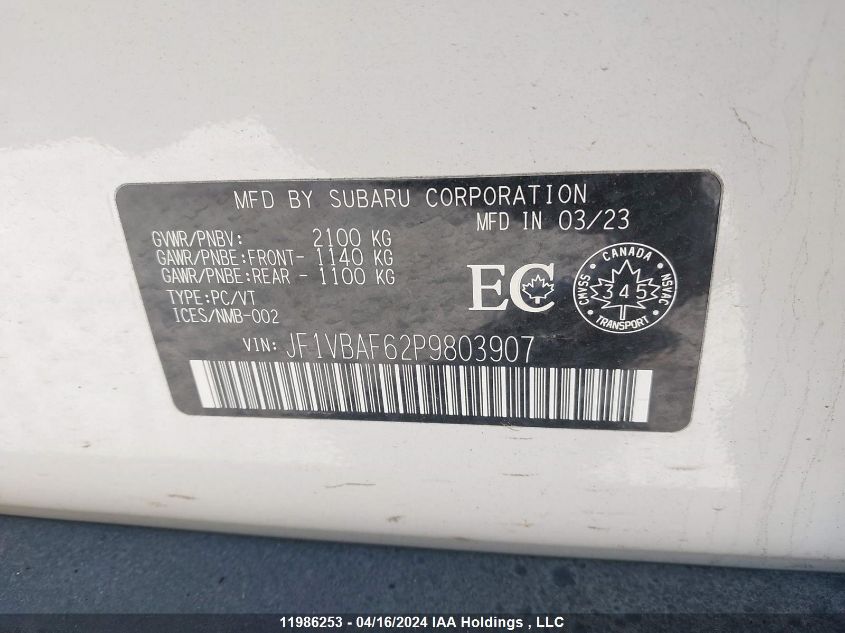 MFD BY SUBARU CORPORATION
MFD IN 03/23
GVWR/PNBV: 2100 KG
GAWR/PNBE:FRONT- 1140 KG
GAWR/PNBE:REAR - 1100 KG
TYPE:PC/VT
ICES/NMB-002
EC
CANADA
CMVSS 345 NSVAC
TRANSPORT
VIN: JF1VBAF62P9803907
11986253 - 04/16/2024 IAA Holdings , LLC